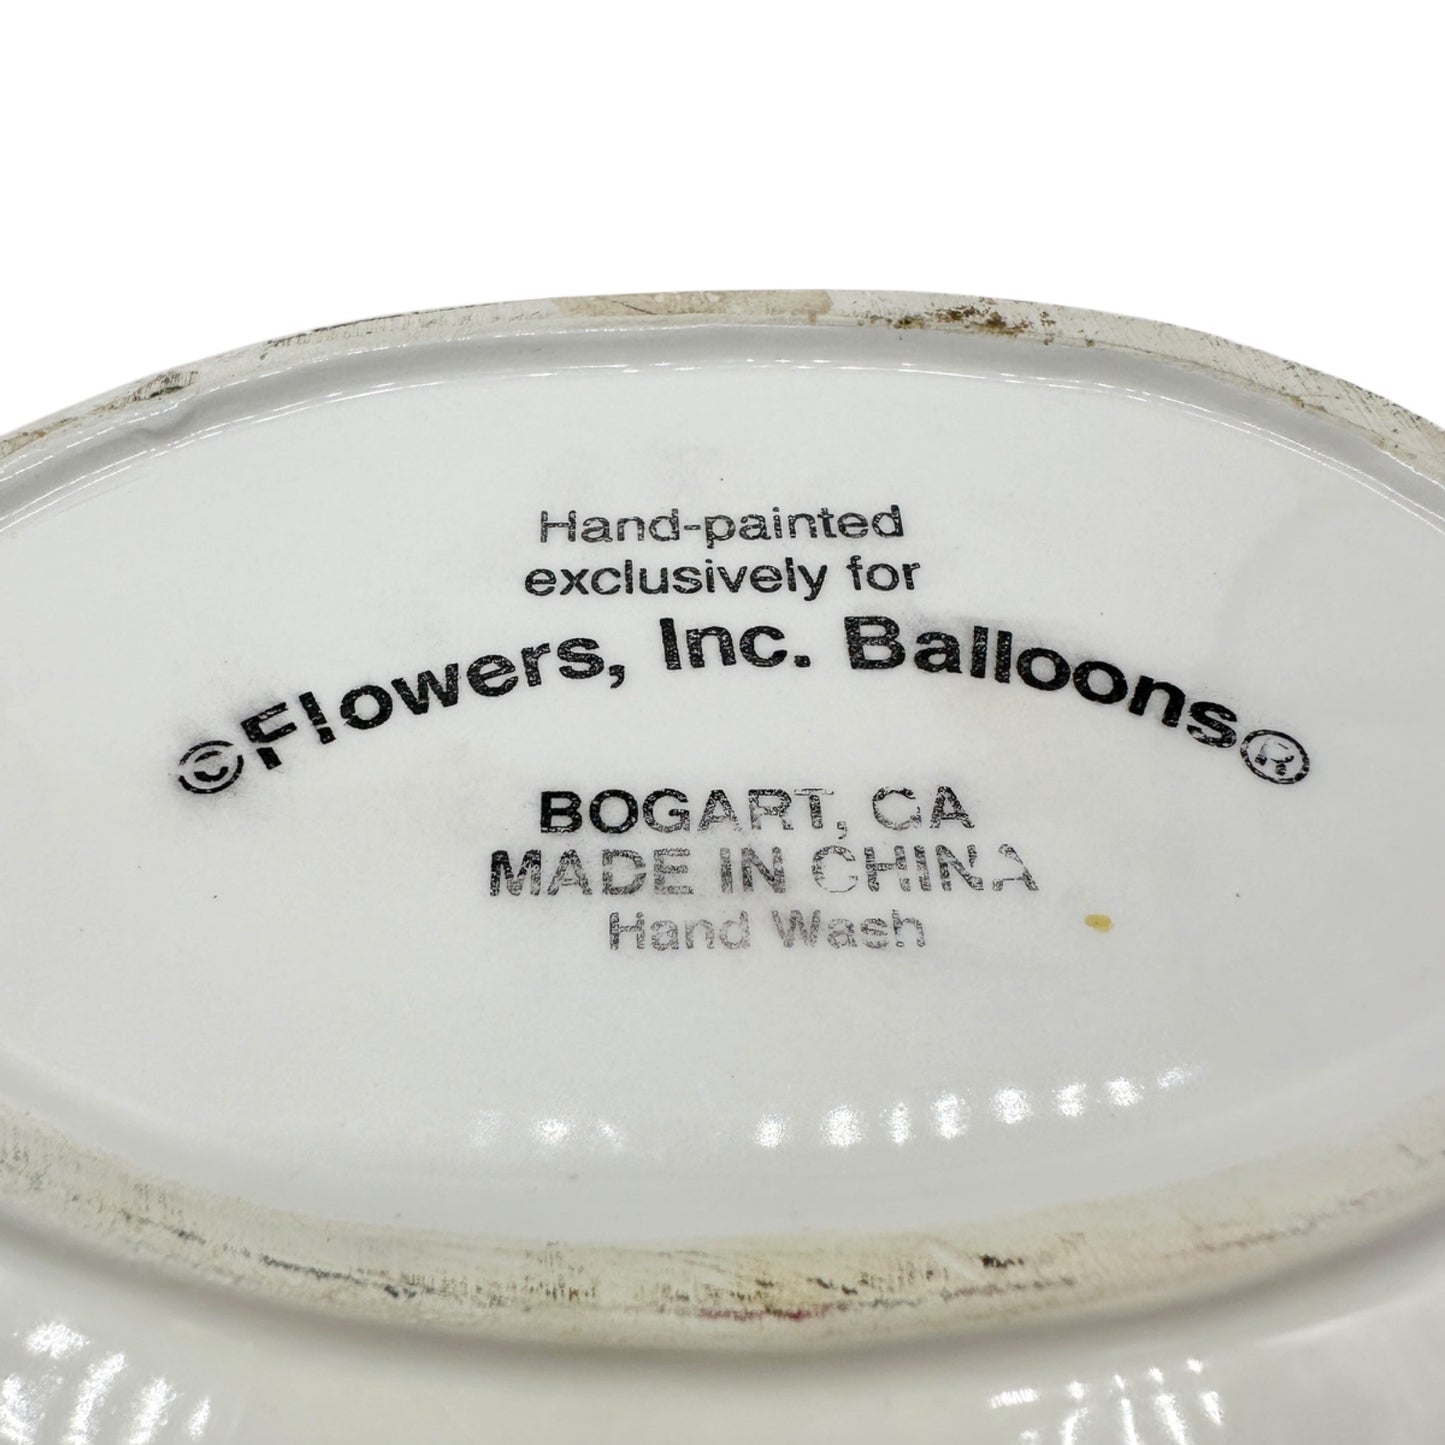 Hand-painted
exclusively for
©Flowers, Inc. Balloons®
BOGART, GA
MADE IN CHINA
Hand Wash